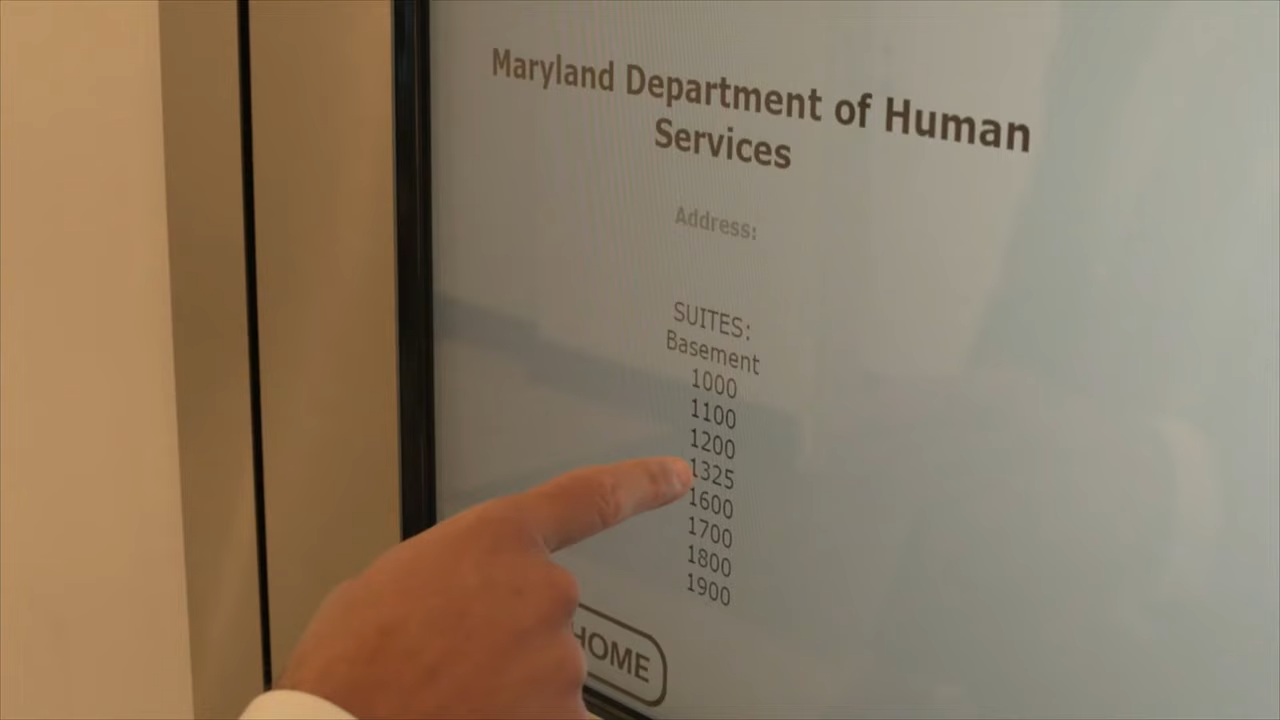 Maryland Department of Human
Services
Address:
SUITES:
Basement
1000
1100
1200
1325
1600
1700
1800
1900
HOME